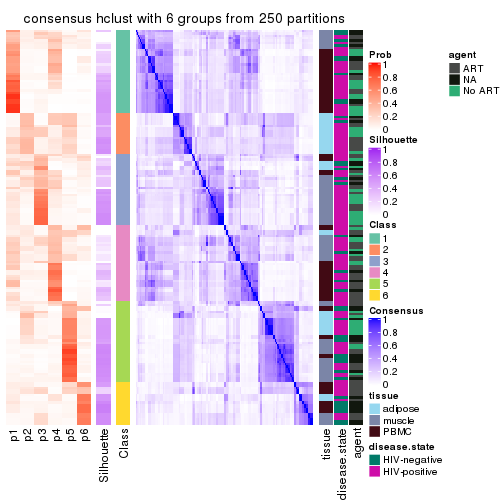 consensus hclust with 6 groups from 250 partitions
p1
p2
p3
p4
p5
p6
Silhouette
Class
tissue
disease.state
agent
Prob
1
0.8
0.6
0.4
0.2
0
Silhouette
1
0.8
0.6
0.4
0.2
0
Class
1
2
3
4
5
6
Consensus
1
0.8
0.6
0.4
0.2
0
tissue
adipose
muscle
PBMC
disease.state
HIV-negative
HIV-positive
agent
ART
NA
No ART